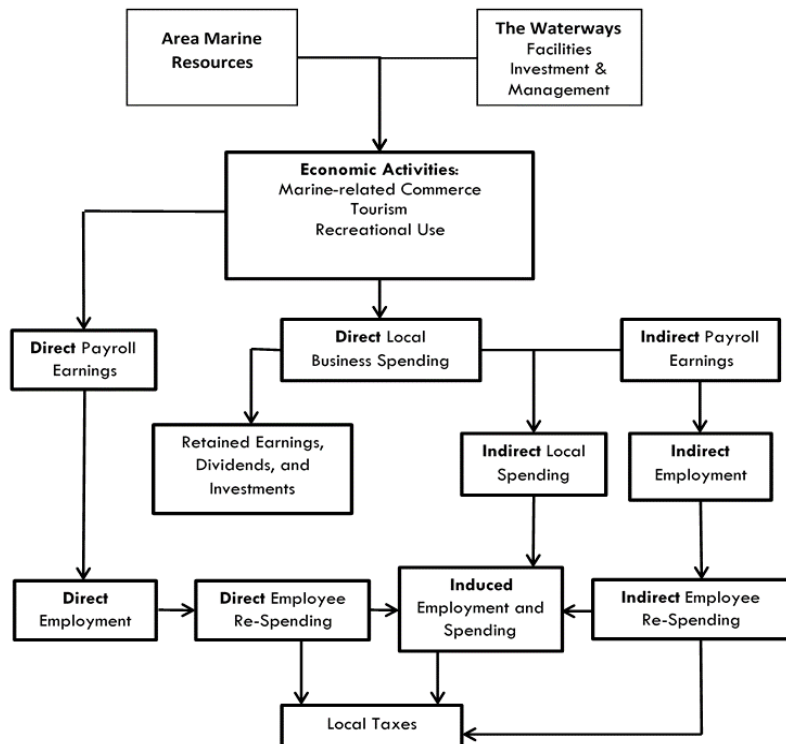 Area Marine
Resources
The Waterways
Facilities
Investment &
Management
Economic Activities:
Marine-related Commerce
Tourism
Recreational Use
Direct Payroll
Earnings
Direct Local
Business Spending
Indirect Payroll
Earnings
Retained Earnings,
Dividends, and
Investments
Indirect Local
Spending
Indirect
Employment
Direct
Employment
Direct Employee
Re-Spending
Induced
Employment and
Spending
Indirect Employee
Re-Spending
Local Taxes